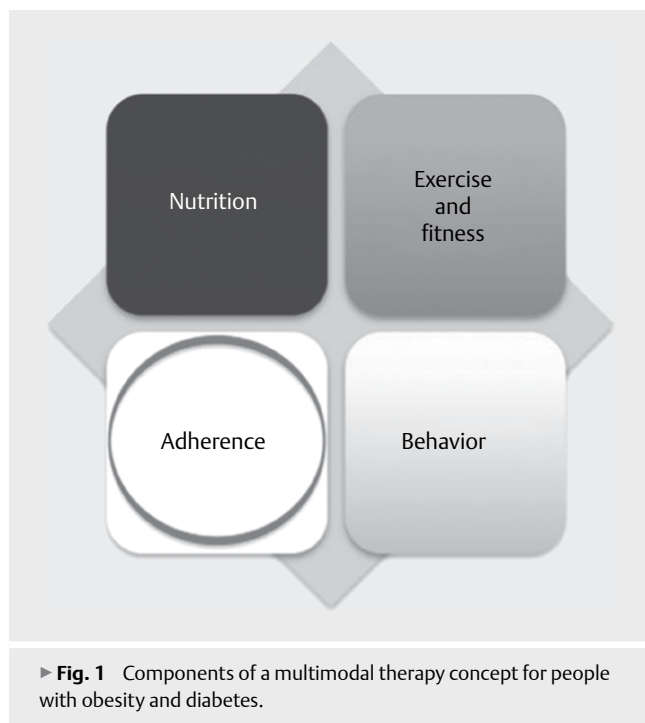 Nutrition
Exercise
and
fitness
Adherence
Behavior
▶ Fig. 1 Components of a multimodal therapy concept for people
with obesity and diabetes.